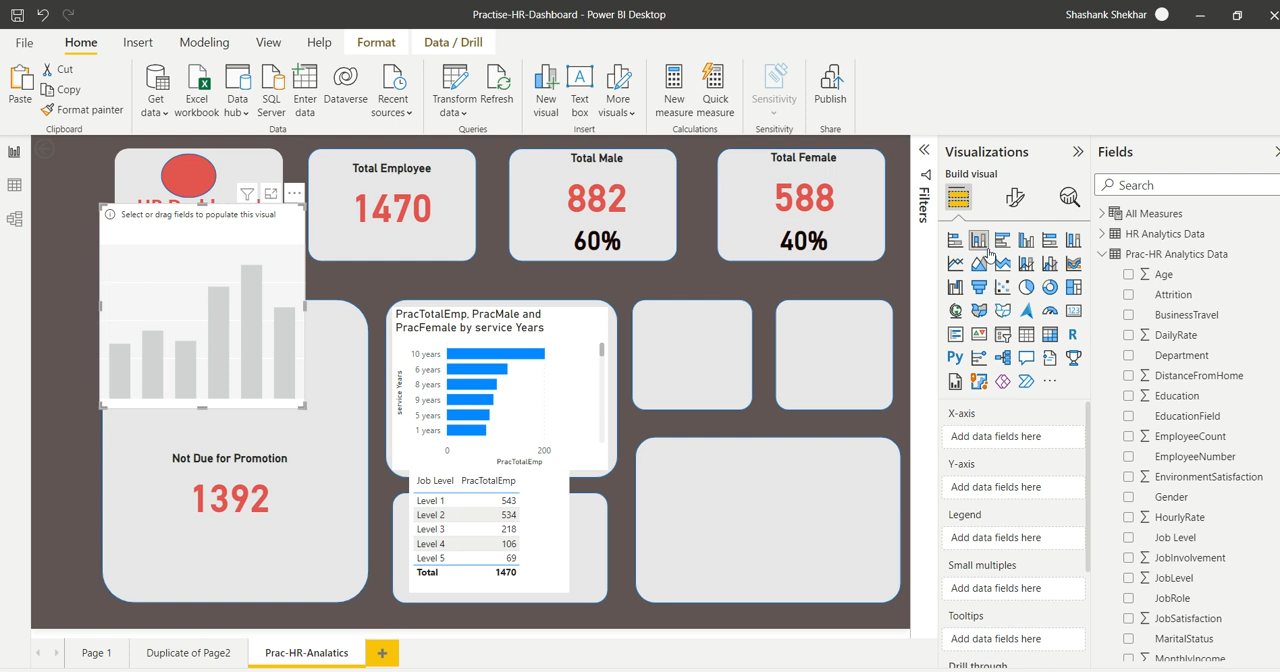 Practise-HR-Dashboard - Power BI Desktop
Shashank Shekhar
File Home Insert Modeling View Help Format Data / Drill
Paste
Cut
Copy
Format painter
Clipboard
Get data
Excel workbook
Data hub
SQL Server
Enter data
Dataverse
Recent sources
Data
Transform data
Refresh
Queries
New visual
Text box
More visuals
Insert
New measure
Quick measure
Calculations
Sensitivity
Sensitivity
Publish
Share
Select or drag fields to populate this visual
Total Employee
1470
Total Male
882
60%
Total Female
588
40%
Not Due for Promotion
1392
PracTotalEmp, PracMale and
PracFemale by service Years
service Years
10 years
6 years
8 years
9 years
5 years
1 years
0 200
PracTotalEmp
Job Level PracTotalEmp
Level 1 543
Level 2 534
Level 3 218
Level 4 106
Level 5 69
Total 1470
Filters
Visualizations
Build visual
R
Py
123
X-axis
Add data fields here
Y-axis
Add data fields here
Legend
Add data fields here
Small multiples
Add data fields here
Tooltips
Add data fields here
Drill through
Fields
Search
All Measures
HR Analytics Data
Prac-HR Analytics Data
Age
Attrition
BusinessTravel
DailyRate
Department
DistanceFromHome
Education
EducationField
EmployeeCount
EmployeeNumber
EnvironmentSatisfaction
Gender
HourlyRate
Job Level
JobInvolvement
JobLevel
JobRole
JobSatisfaction
MaritalStatus
MonthlyIncome
Page 1 Duplicate of Page2 Prac-HR-Analatics